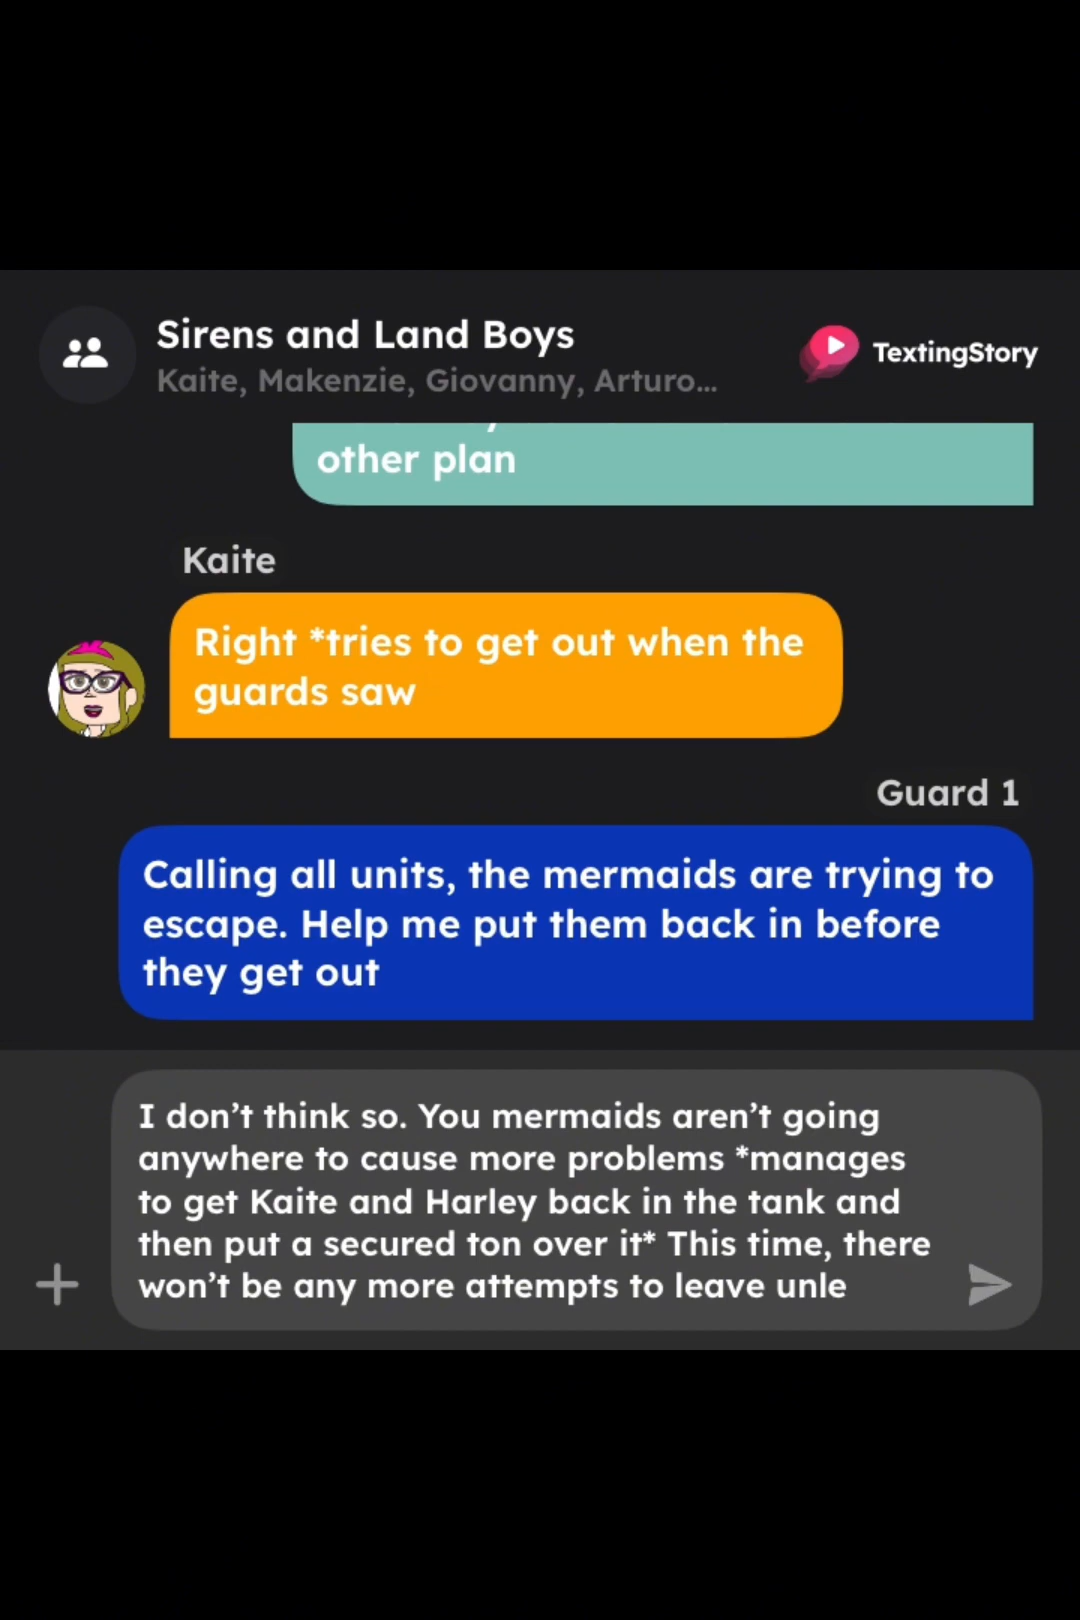 Sirens and Land Boys
Kaite, Makenzie, Giovanny, Arturo...
TextingStory
other plan
Kaite
Right *tries to get out when the
guards saw
Guard 1
Calling all units, the mermaids are trying to
escape. Help me put them back in before
they get out
I don't think so. You mermaids aren't going
anywhere to cause more problems *manages
to get Kaite and Harley back in the tank and
then put a secured ton over it* This time, there
won't be any more attempts to leave unle